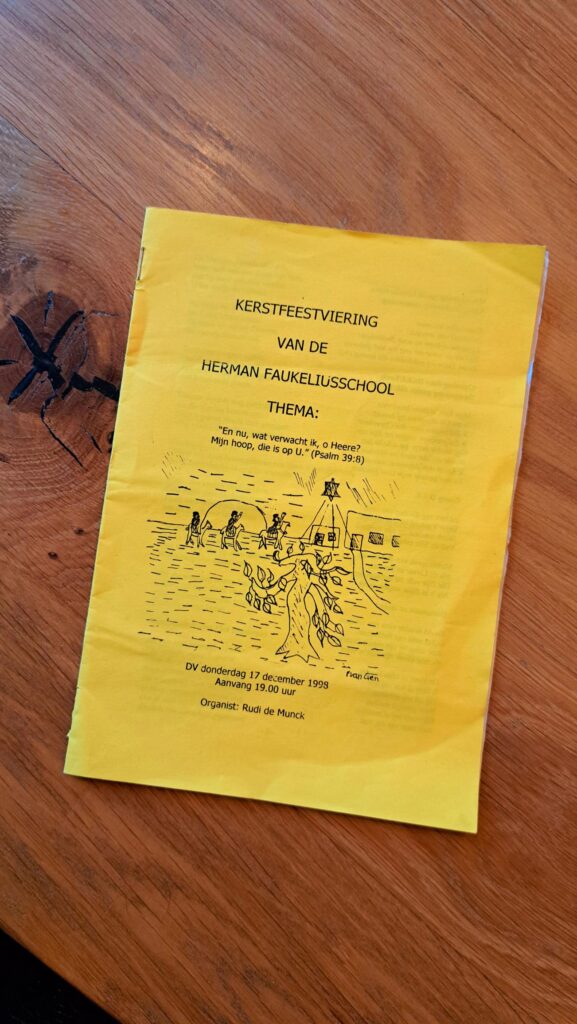 KERSTFEESTVIERING
VAN DE
HERMAN FAUKELIUSSCHOOL
THEMA:
"En nu, wat verwacht ik, o Heere?
Mijn hoop, die is op U." (Psalm 39:8)
DV donderdag 17 december 1998
Aanvang 19.00 uur
Organist: Rudi de Munck